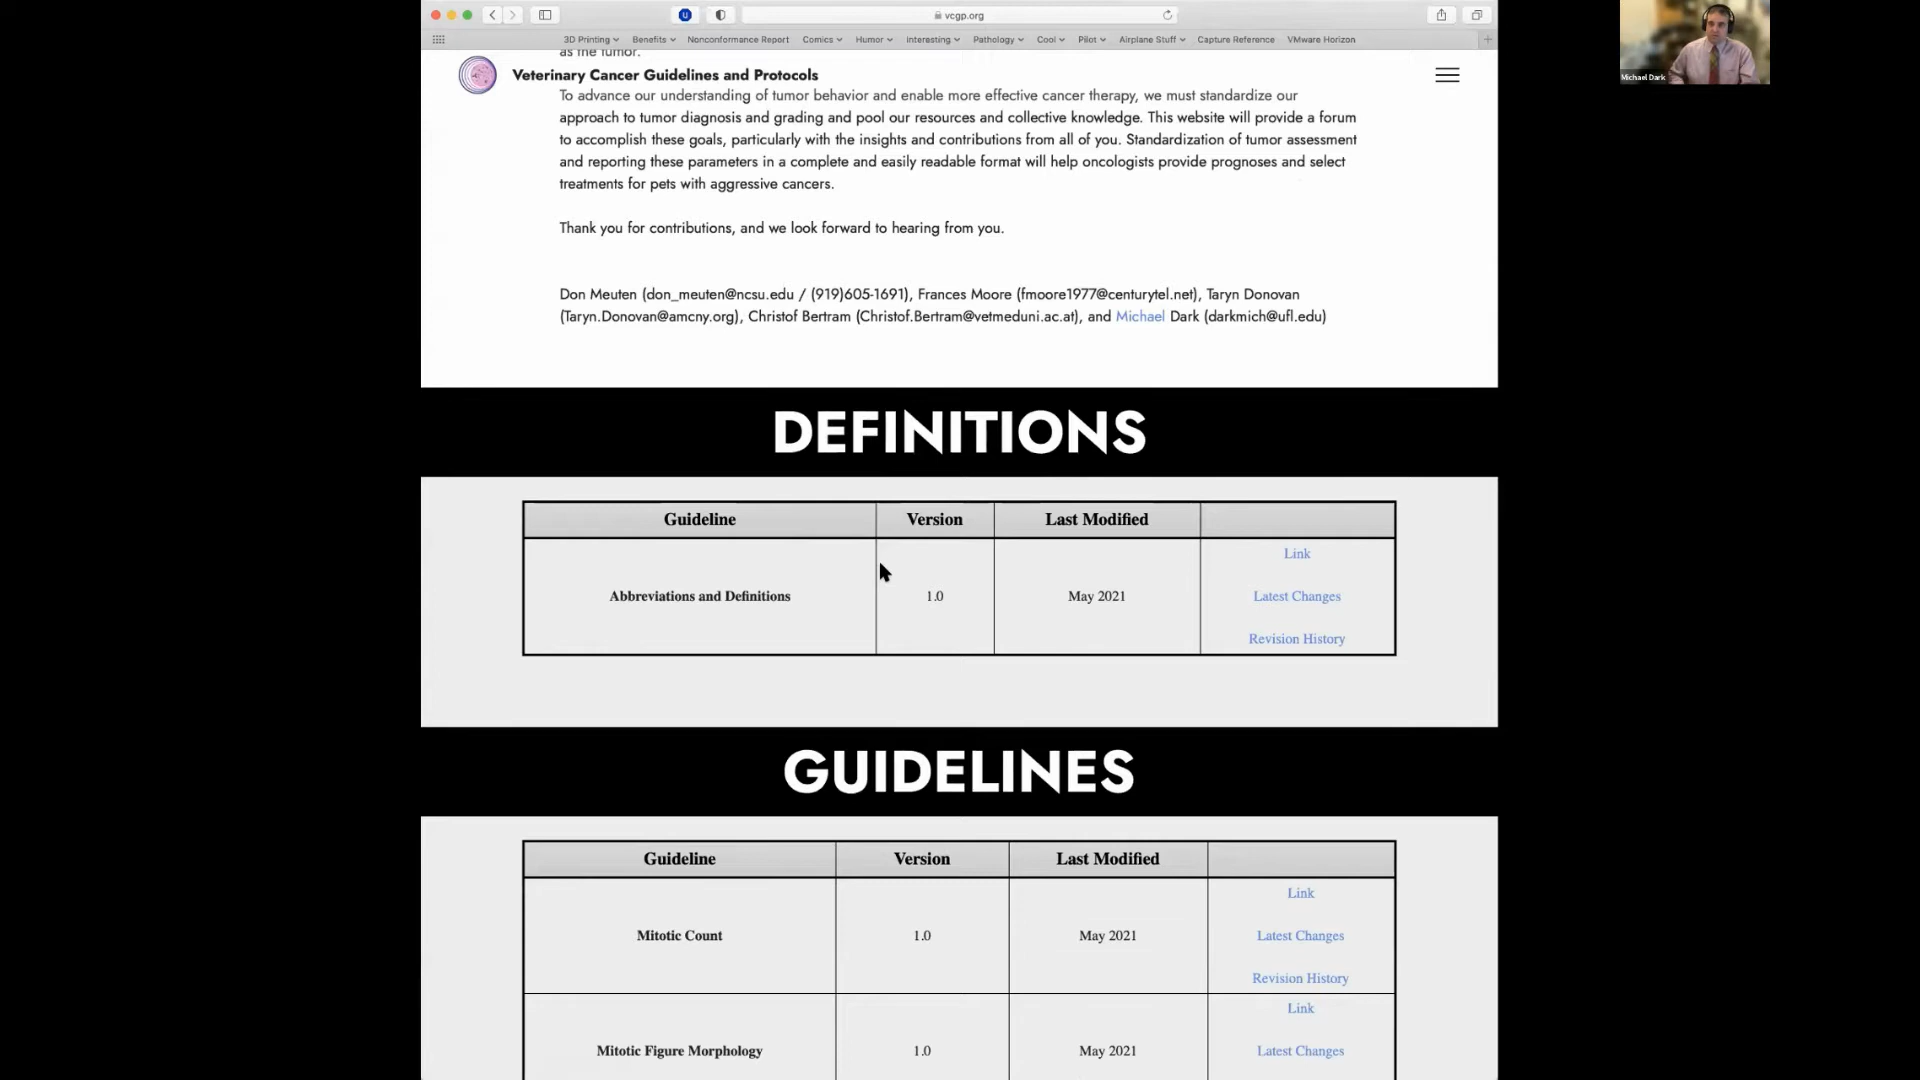 vcgp.org
3D Printing Benefits Nonconformance Report Comics Humor Interesting Pathology Cool Pilot Airplane Stuff Capture Reference VMware Horizon
as the tumor.
Veterinary Cancer Guidelines and Protocols
Michael Dark
To advance our understanding of tumor behavior and enable more effective cancer therapy, we must standardize our
approach to tumor diagnosis and grading and pool our resources and collective knowledge. This website will provide a forum
to accomplish these goals, particularly with the insights and contributions from all of you. Standardization of tumor assessment
and reporting these parameters in a complete and easily readable format will help oncologists provide prognoses and select
treatments for pets with aggressive cancers.
Thank you for contributions, and we look forward to hearing from you.
Don Meuten (don_meuten@ncsu.edu / (919)605-1691), Frances Moore (fmoore1977@centurytel.net), Taryn Donovan
(Taryn.Donovan@amcny.org), Christof Bertram (Christof.Bertram@vetmeduni.ac.at), and Michael Dark (darkmich@ufl.edu)
DEFINITIONS
Guideline Version Last Modified
Link
Abbreviations and Definitions 1.0 May 2021 Latest Changes
Revision History
GUIDELINES
Guideline Version Last Modified
Link
Mitotic Count 1.0 May 2021 Latest Changes
Revision History
Link
Mitotic Figure Morphology 1.0 May 2021 Latest Changes